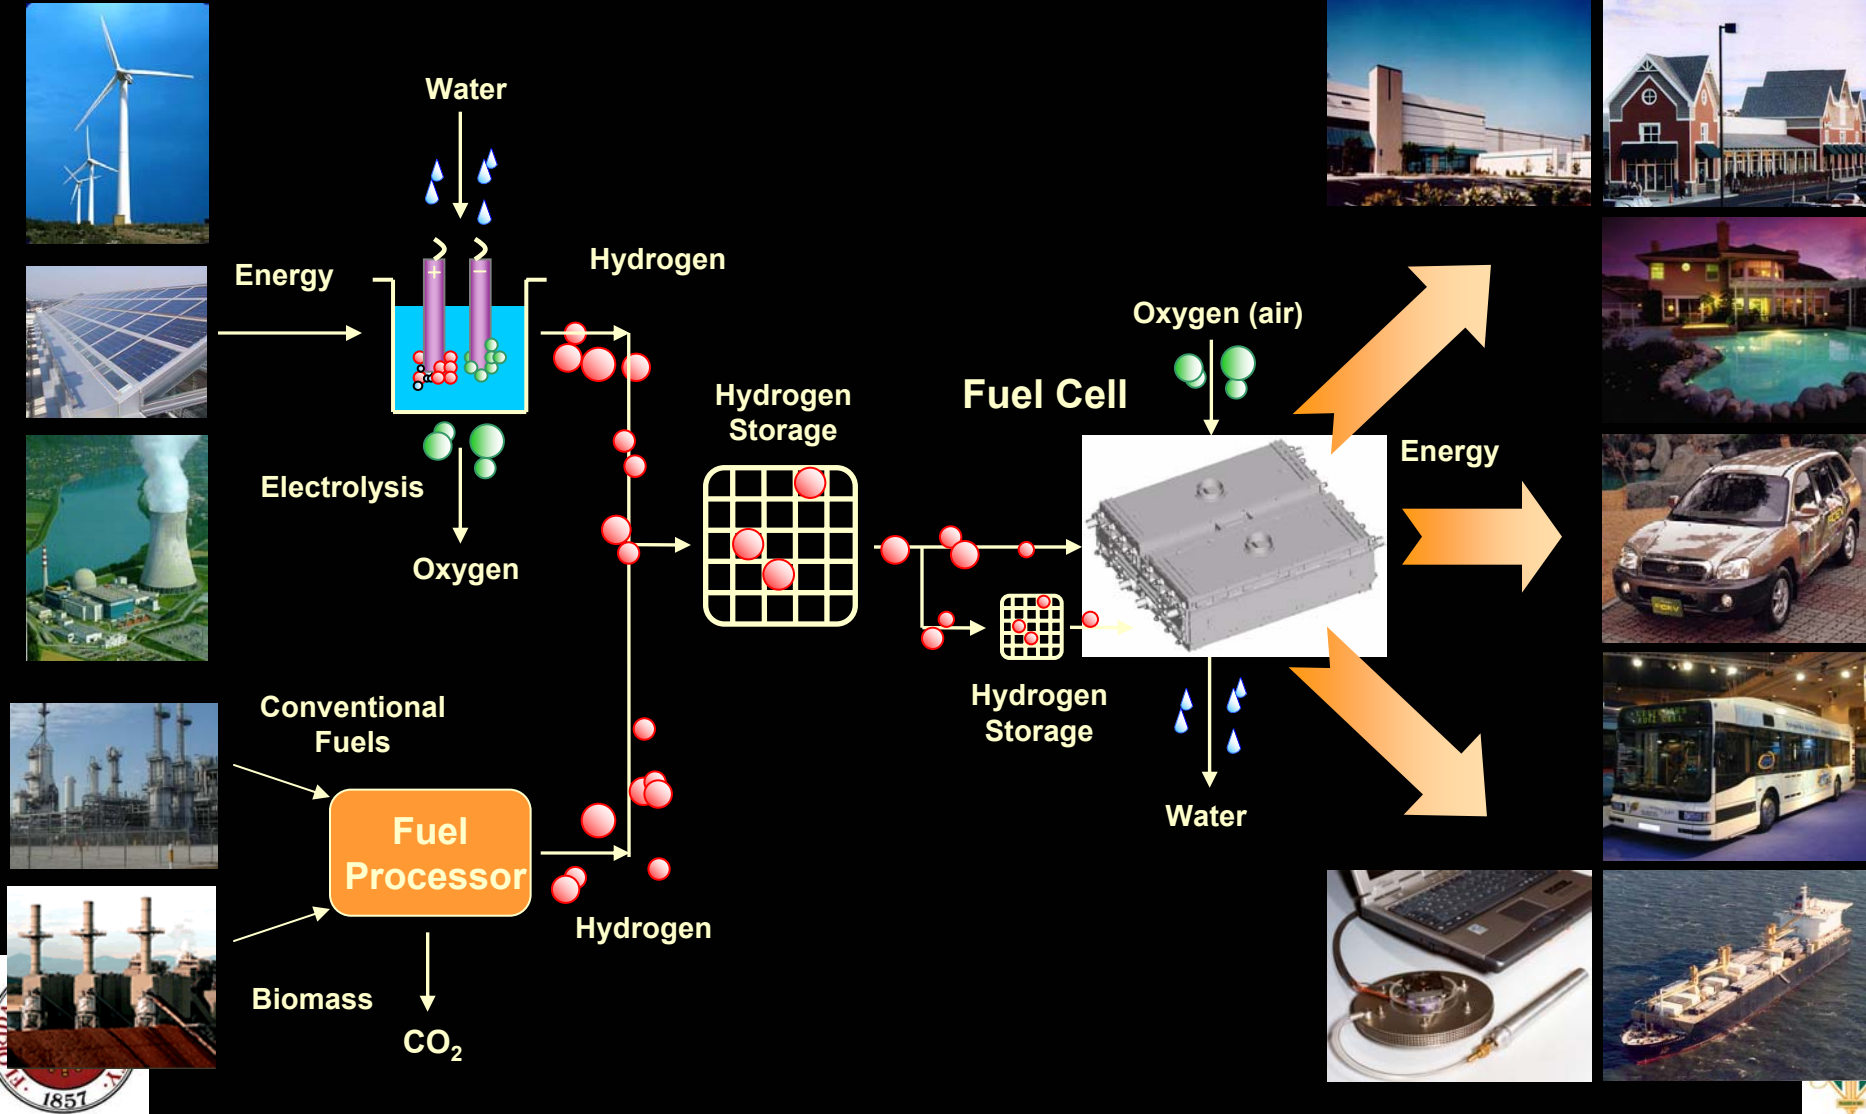 Water
Energy
+
−
Hydrogen
Electrolysis
Oxygen
Hydrogen
Storage
Oxygen (air)
Fuel Cell
Energy
Hydrogen
Storage
Water
Conventional
Fuels
Fuel
Processor
Hydrogen
Biomass
CO₂
1857